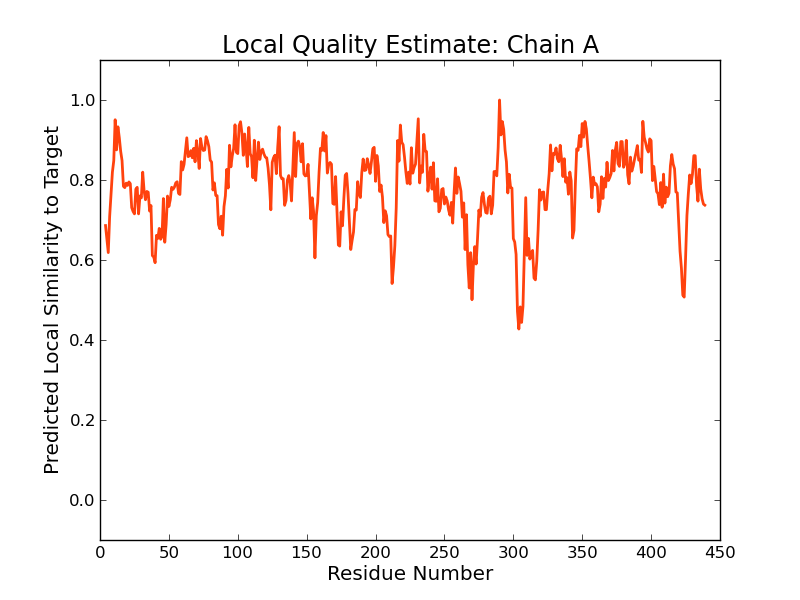 Local Quality Estimate: Chain A
Predicted Local Similarity to Target
1.0
0.8
0.6
0.4
0.2
0.0
0 50 100 150 200 250 300 350 400 450
Residue Number